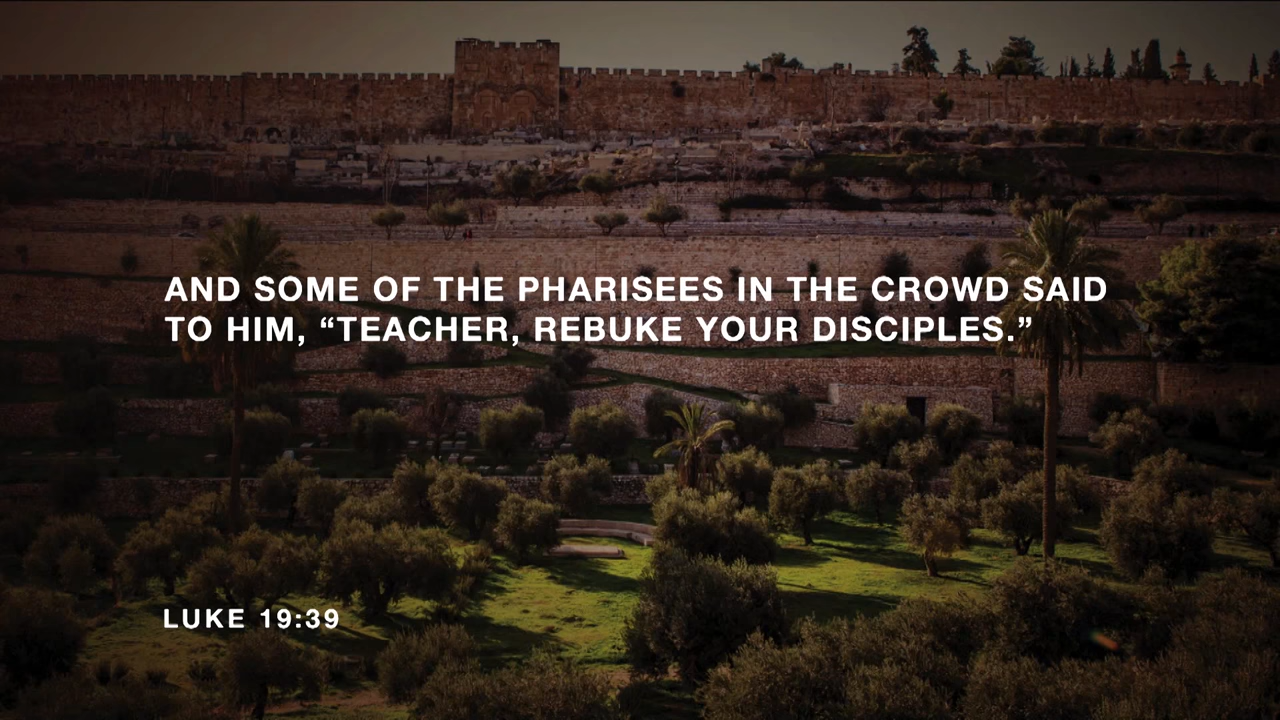 AND SOME OF THE PHARISEES IN THE CROWD SAID
TO HIM, “TEACHER, REBUKE YOUR DISCIPLES.”
LUKE 19:39